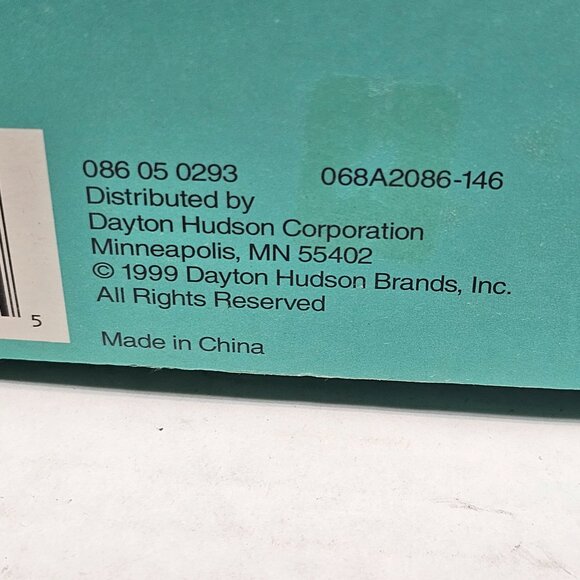 086 05 0293 068A2086-146
Distributed by
Dayton Hudson Corporation
Minneapolis, MN 55402
© 1999 Dayton Hudson Brands, Inc.
All Rights Reserved
Made in China
5